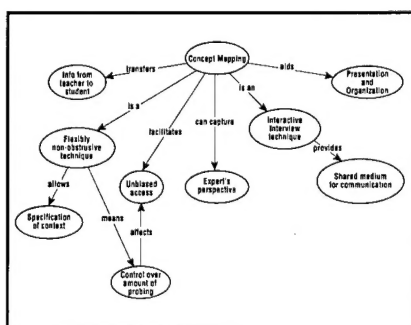 Concept Mapping
transfers
aids
Info from
teacher to
student
Presentation
and
Organization
is a
is an
facilitates
can capture
Flexibly
non-obstrusive
technique
Interactive
Interview
technique
allows
provides
Unbiased
access
Expert's
perspective
Shared medium
for communication
Specification
of context
means
affects
Control over
amount of
probing